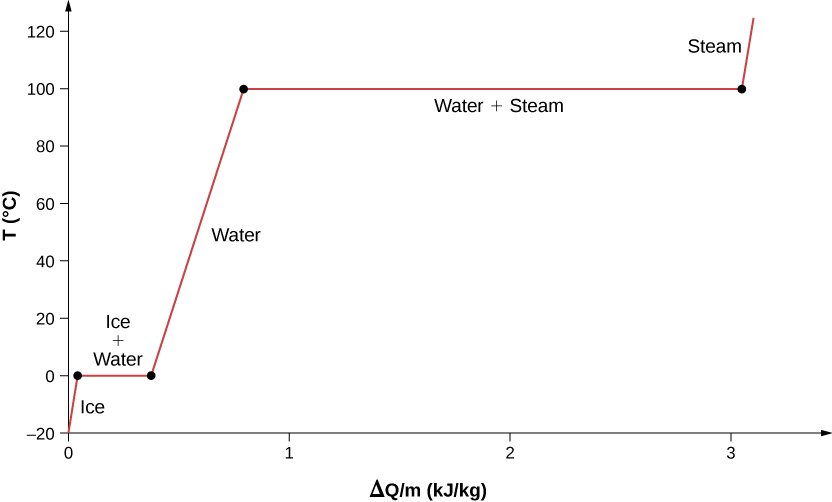 120
100
80
60
40
20
0
–20
T (°C)
Steam
Water + Steam
Water
Ice
+
Water
Ice
0
1
2
3
ΔQ/m (kJ/kg)